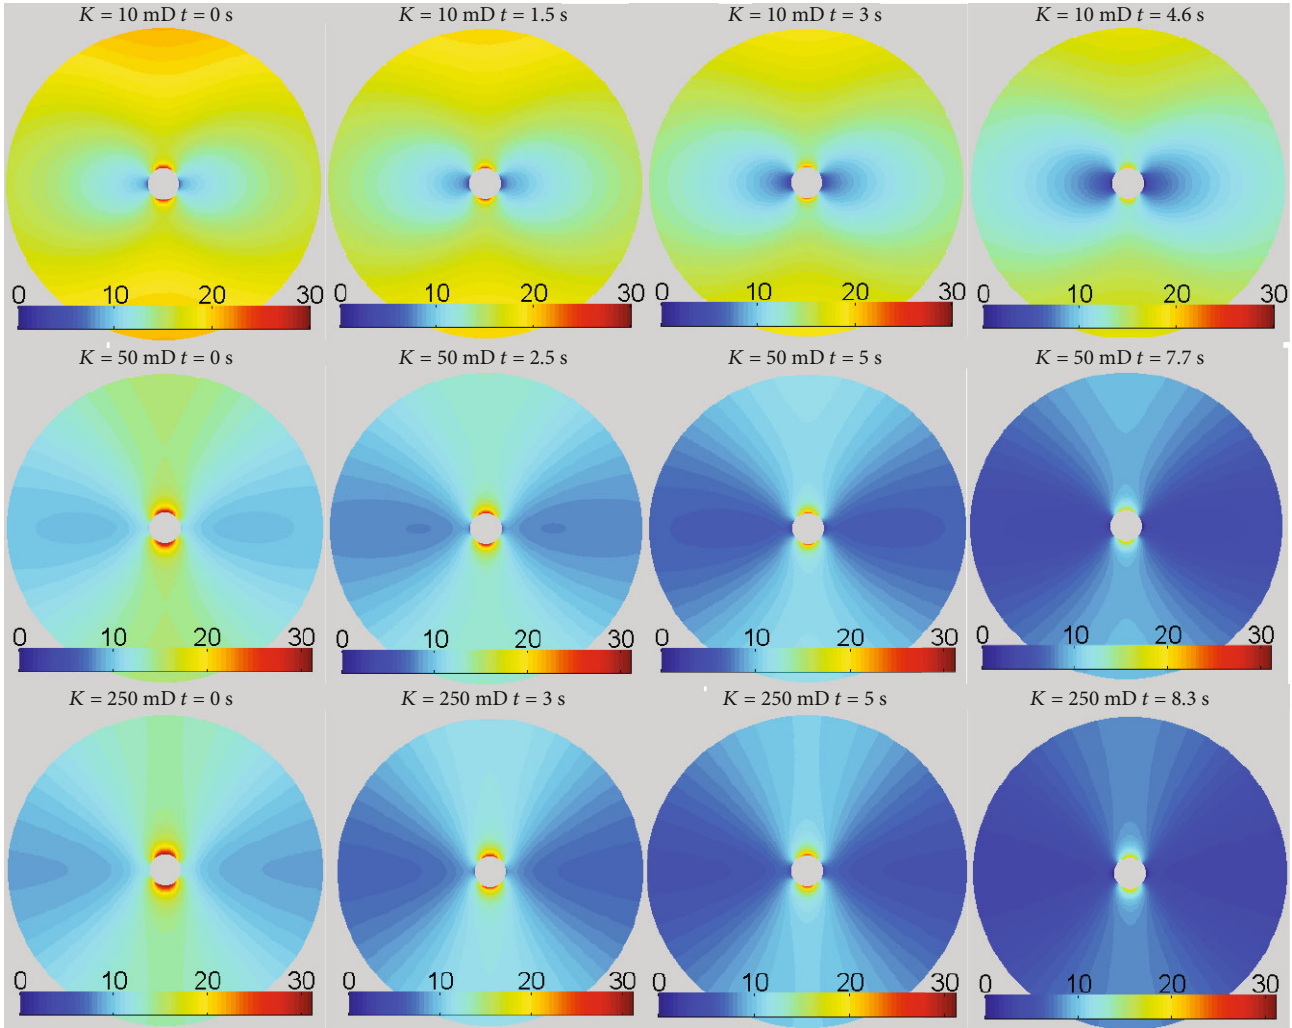 K = 10 mD t = 0 s
K = 10 mD t = 1.5 s
K = 10 mD t = 3 s
K = 10 mD t = 4.6 s
0 10 20 30
0 10 20 30
0 10 20 30
0 10 20 30
K = 50 mD t = 0 s
K = 50 mD t = 2.5 s
K = 50 mD t = 5 s
K = 50 mD t = 7.7 s
0 10 20 30
0 10 20 30
0 10 20 30
0 10 20 30
K = 250 mD t = 0 s
K = 250 mD t = 3 s
K = 250 mD t = 5 s
K = 250 mD t = 8.3 s
0 10 20 30
0 10 20 30
0 10 20 30
0 10 20 30